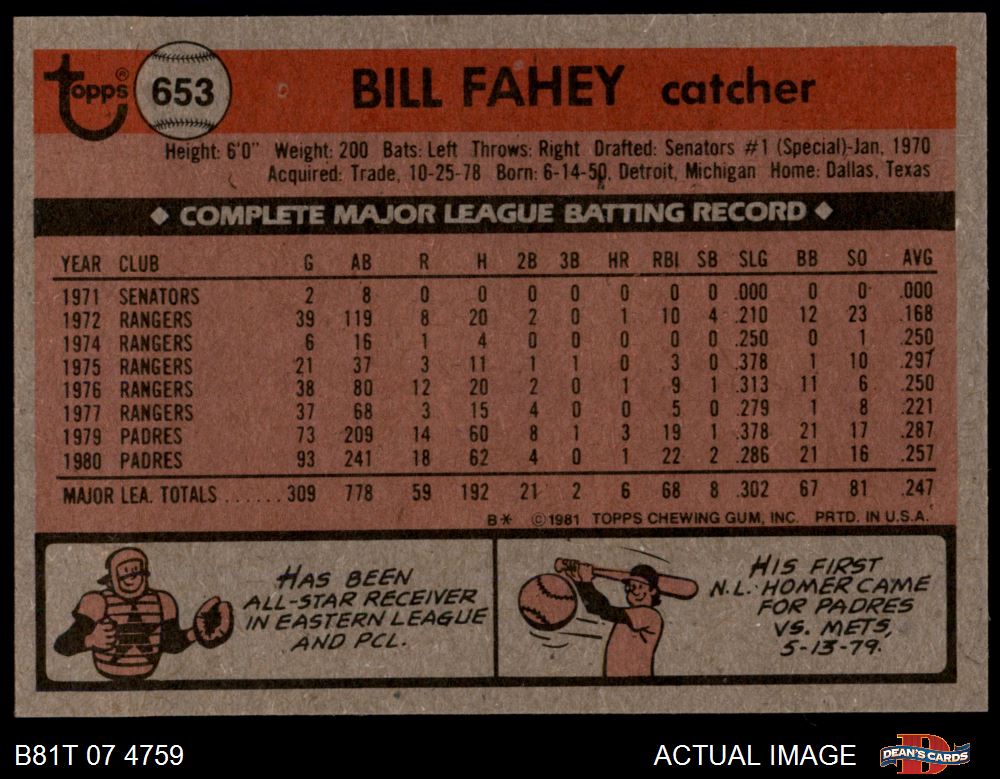 topps® 653 BILL FAHEY catcher
Height: 6'0" Weight: 200 Bats: Left Throws: Right Drafted: Senators #1 (Special)-Jan, 1970
Acquired: Trade, 10-25-78 Born: 6-14-50, Detroit, Michigan Home: Dallas, Texas
◆ COMPLETE MAJOR LEAGUE BATTING RECORD ◆
YEAR CLUB G AB R H 2B 3B HR RBI SB SLG BB SO AVG
1971 SENATORS 2 8 0 0 0 0 0 0 0 .000 0 0 .000
1972 RANGERS 39 119 8 20 2 0 1 10 4 .210 12 23 .168
1974 RANGERS 6 16 1 4 0 0 0 0 0 .250 0 1 .250
1975 RANGERS 21 37 3 11 1 1 0 3 0 .378 1 10 .297
1976 RANGERS 38 80 12 20 2 0 1 9 1 .313 11 6 .250
1977 RANGERS 37 68 3 15 4 0 0 5 0 .279 1 8 .221
1979 PADRES 73 209 14 60 8 1 3 19 1 .378 21 17 .287
1980 PADRES 93 241 18 62 4 0 1 22 2 .286 21 16 .257
MAJOR LEA. TOTALS ...... 309 778 59 192 21 2 6 68 8 .302 67 81 .247
B* ©1981 TOPPS CHEWING GUM, INC. PRTD. IN U.S.A.
HAS BEEN
ALL-STAR RECEIVER
IN EASTERN LEAGUE
AND PCL.
HIS FIRST
N.L. HOMER CAME
FOR PADRES
VS. METS,
5-13-79.
B81T 07 4759 ACTUAL IMAGE DEAN'S CARDS